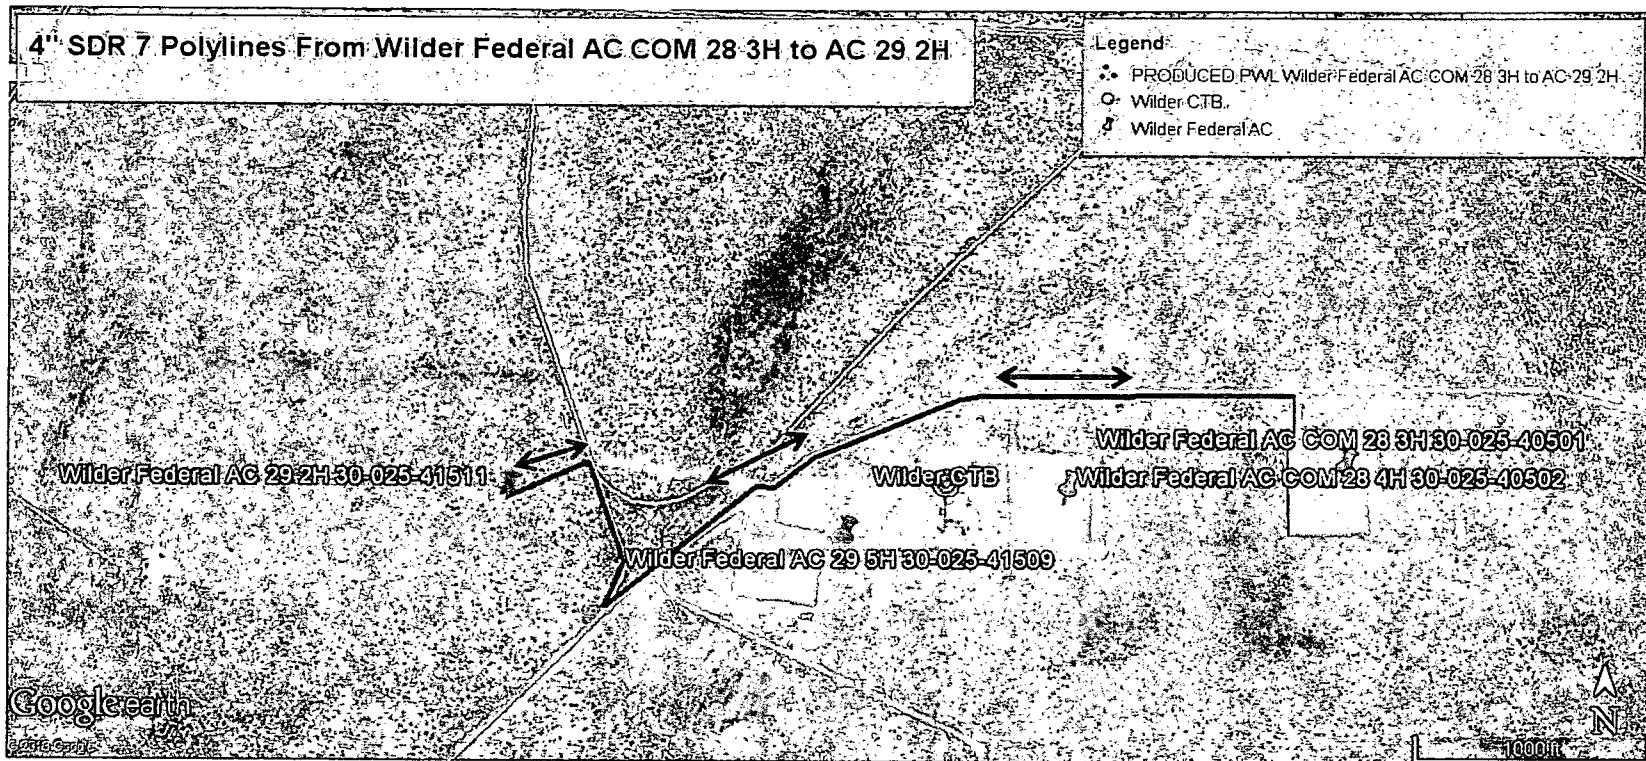 4" SDR 7 Polylines From Wilder Federal AC COM 28 3H to AC 29 2H
Legend
PRODUCED PWL Wilder Federal AC COM 28 3H to AC 29 2H
Wilder CTB
Wilder Federal AC
Wilder Federal AC COM 28 3H 30-025-40501
Wilder Federal AC 29 2H 30-025-41511
Wilder CTB
Wilder Federal AC COM 28 4H 30-025-40502
Wilder Federal AC 29 5H 30-025-41509
Google earth
N
1000 ft